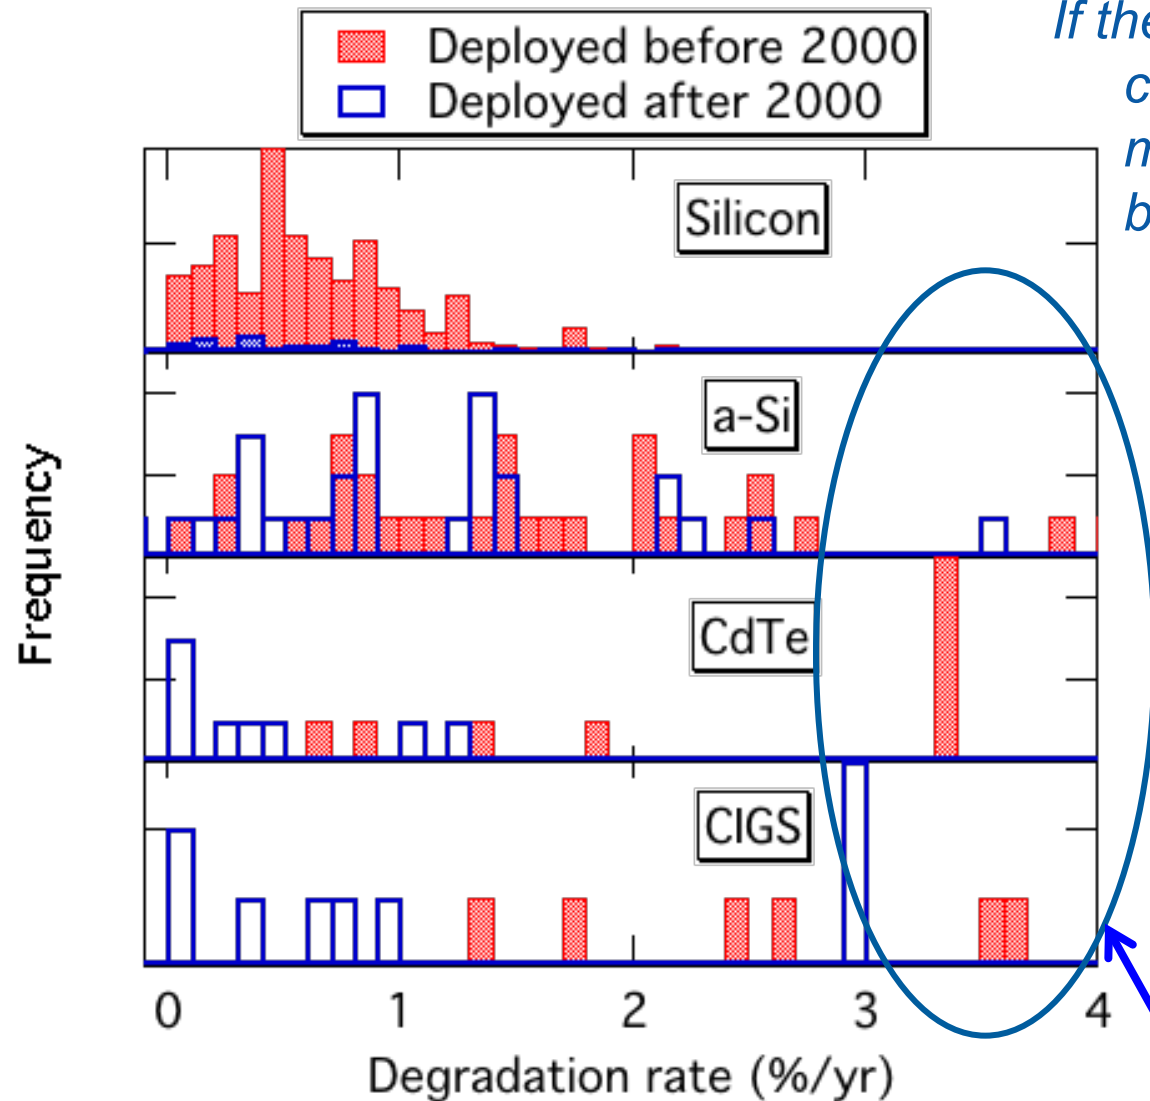 Deployed before 2000
Deployed after 2000
If the
Silicon
a-Si
CdTe
CIGS
Frequency
0 1 2 3 4
Degradation rate (%/yr)